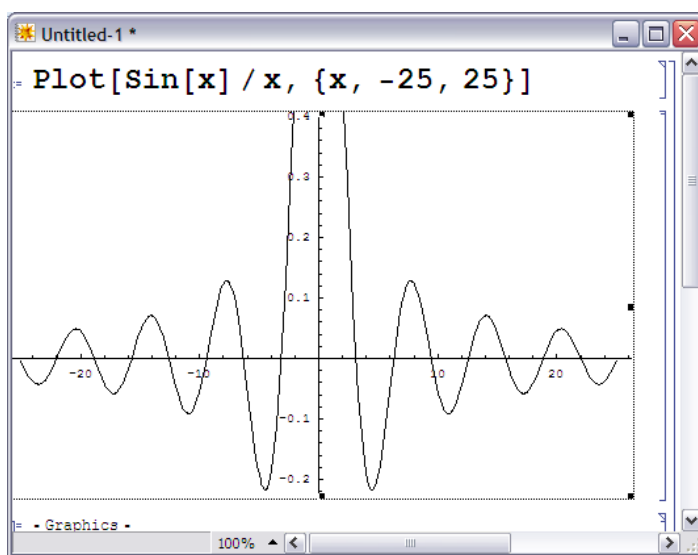 Untitled-1 *
:= Plot[Sin[x] / x, {x, -25, 25}]
0.4
0.3
0.2
0.1
-20 -10 10 20
-0.1
-0.2
]= - Graphics -
100%